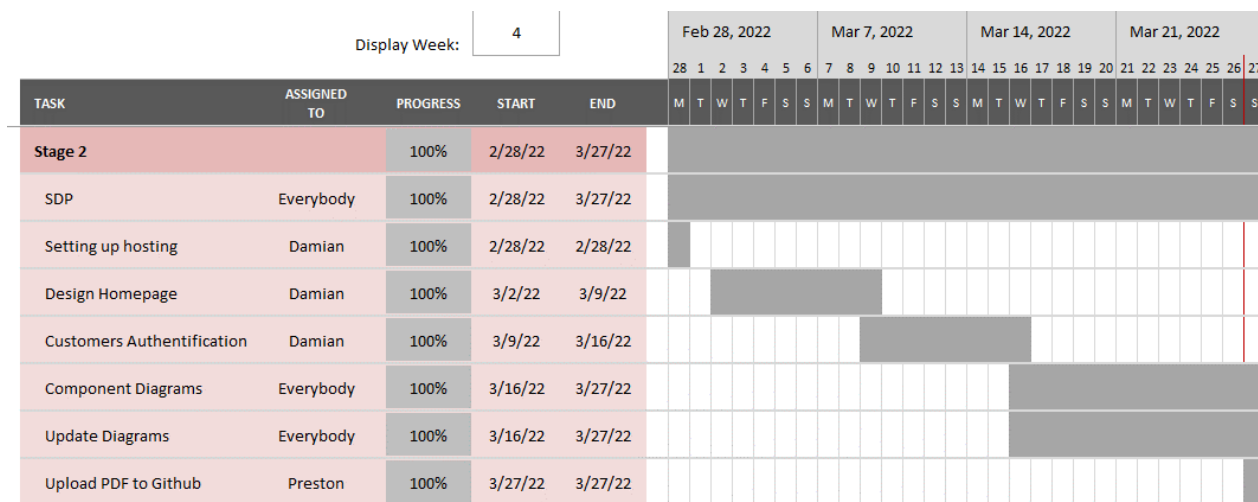 Display Week: 4
Feb 28, 2022 Mar 7, 2022 Mar 14, 2022 Mar 21, 2022
28 1 2 3 4 5 6 7 8 9 10 11 12 13 14 15 16 17 18 19 20 21 22 23 24 25 26 27
TASK ASSIGNED TO PROGRESS START END M T W T F S S M T W T F S S M T W T F S S M T W T F S S
Stage 2 100% 2/28/22 3/27/22
SDP Everybody 100% 2/28/22 3/27/22
Setting up hosting Damian 100% 2/28/22 2/28/22
Design Homepage Damian 100% 3/2/22 3/9/22
Customers Authentification Damian 100% 3/9/22 3/16/22
Component Diagrams Everybody 100% 3/16/22 3/27/22
Update Diagrams Everybody 100% 3/16/22 3/27/22
Upload PDF to Github Preston 100% 3/27/22 3/27/22